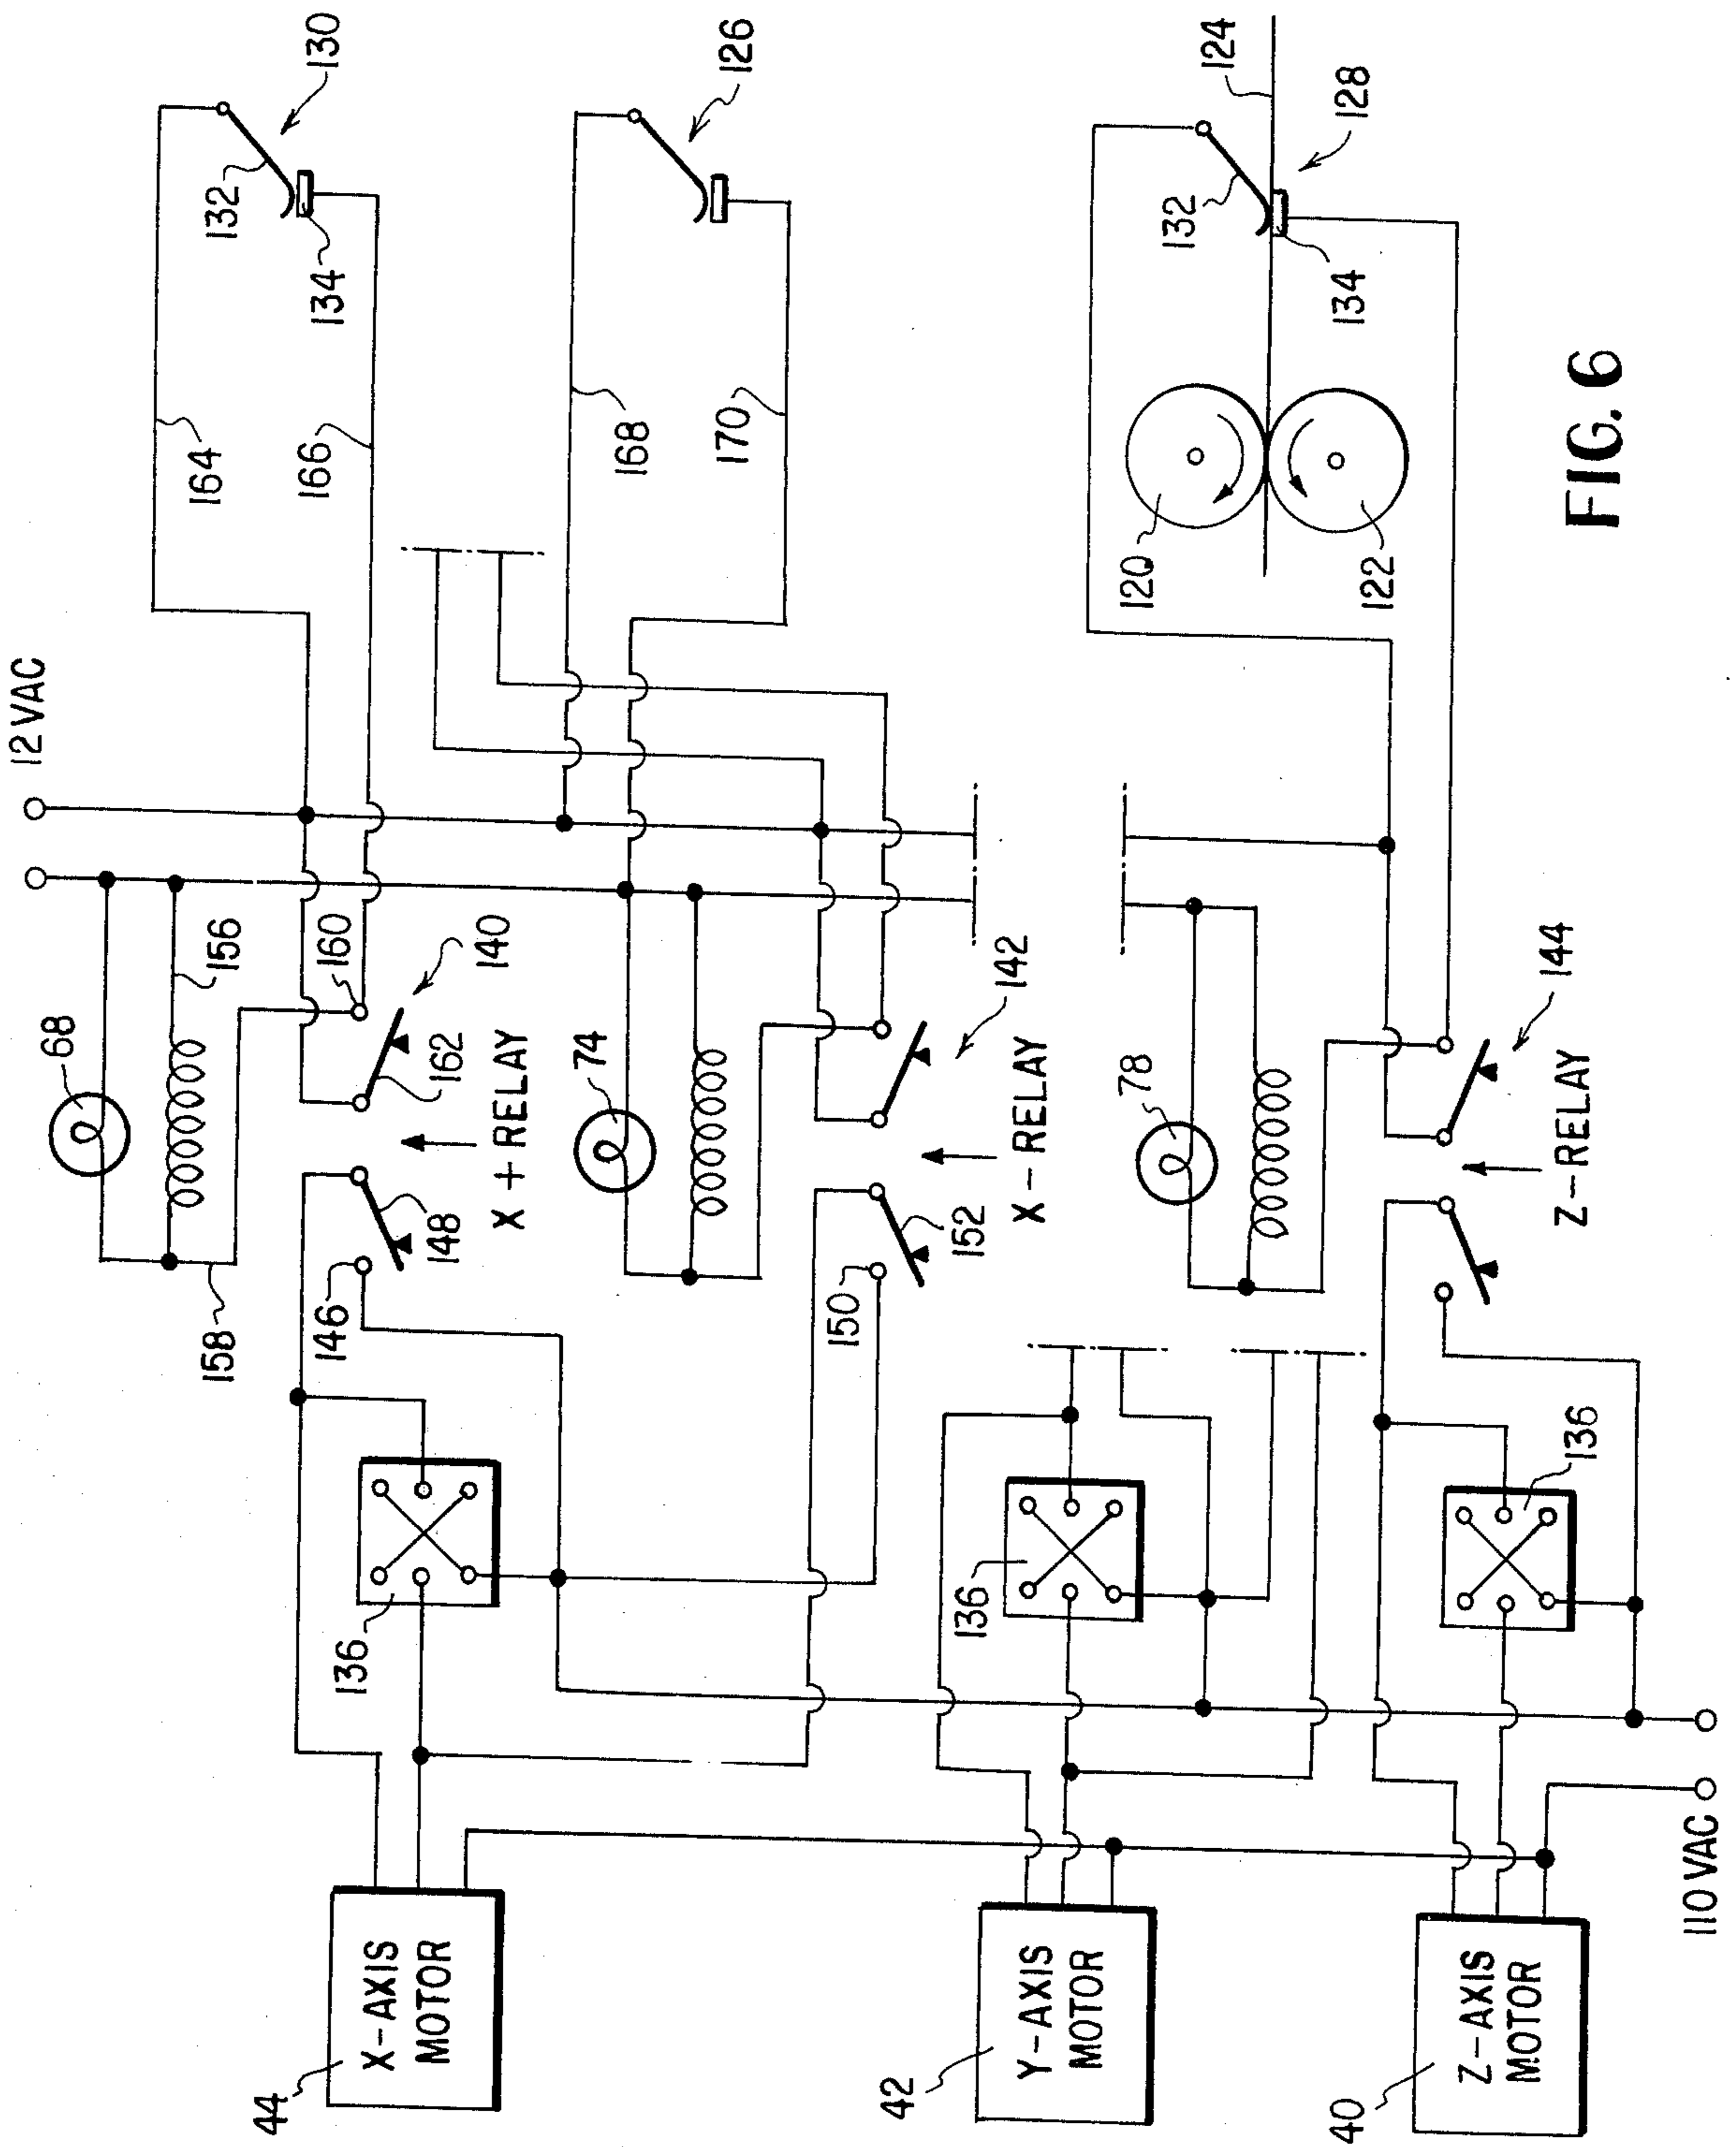 12 VAC
68
164
158
156
132
44
146
166
134
130
136
160
X-AXIS
MOTOR
148
140
X + RELAY
74
168
170
126
150
42
136
152
142
X - RELAY
Y-AXIS
MOTOR
78
120
132
124
40
134
128
122
Z-AXIS
MOTOR
144
Z-RELAY
136
FIG. 6
110 VAC